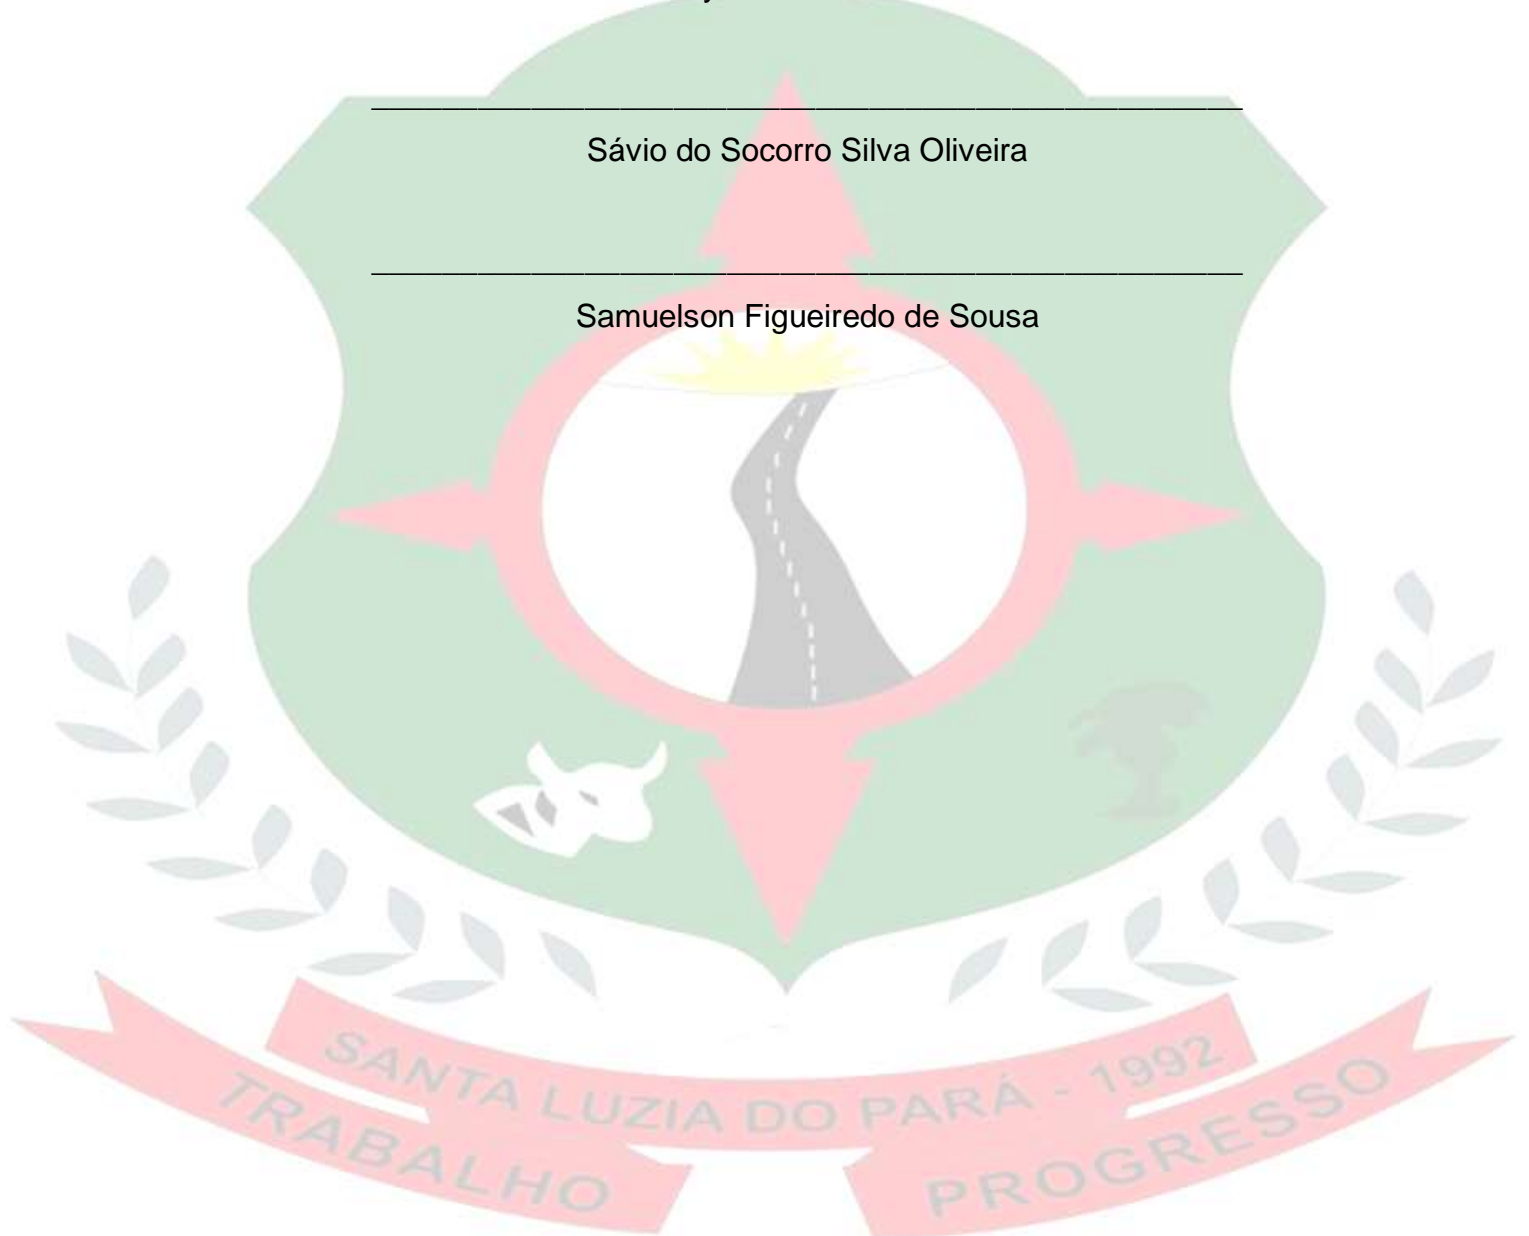 Sávio do Socorro Silva Oliveira
Samuelson Figueiredo de Sousa
SANTA LUZIA DO PARÁ - 1992
TRABALHO
PROGRESSO